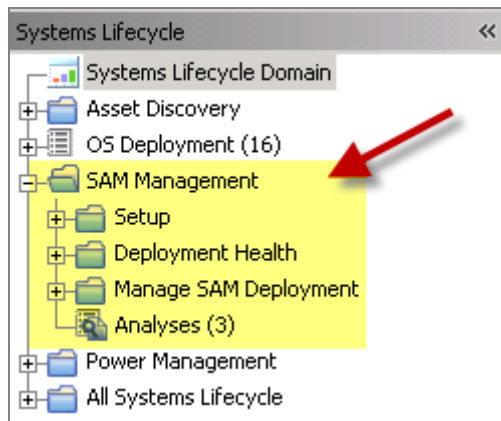 Systems Lifecycle
Systems Lifecycle Domain
Asset Discovery
OS Deployment (16)
SAM Management
Setup
Deployment Health
Manage SAM Deployment
Analyses (3)
Power Management
All Systems Lifecycle